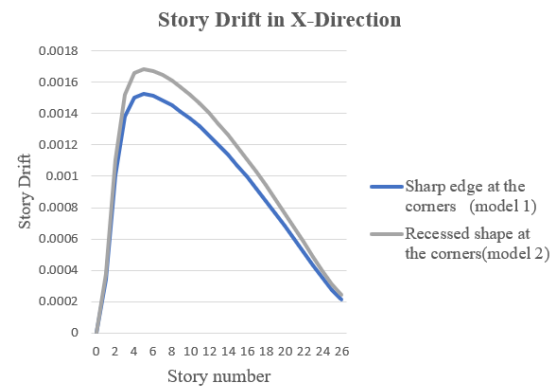 Story Drift in X-Direction
0.0018
0.0016
0.0014
0.0012
0.001
0.0008
0.0006
0.0004
0.0002
0
Story Drift
0 2 4 6 8 10 12 14 16 18 20 22 24 26
Story number
Sharp edge at the
corners (model 1)
Recessed shape at
the corners(model 2)